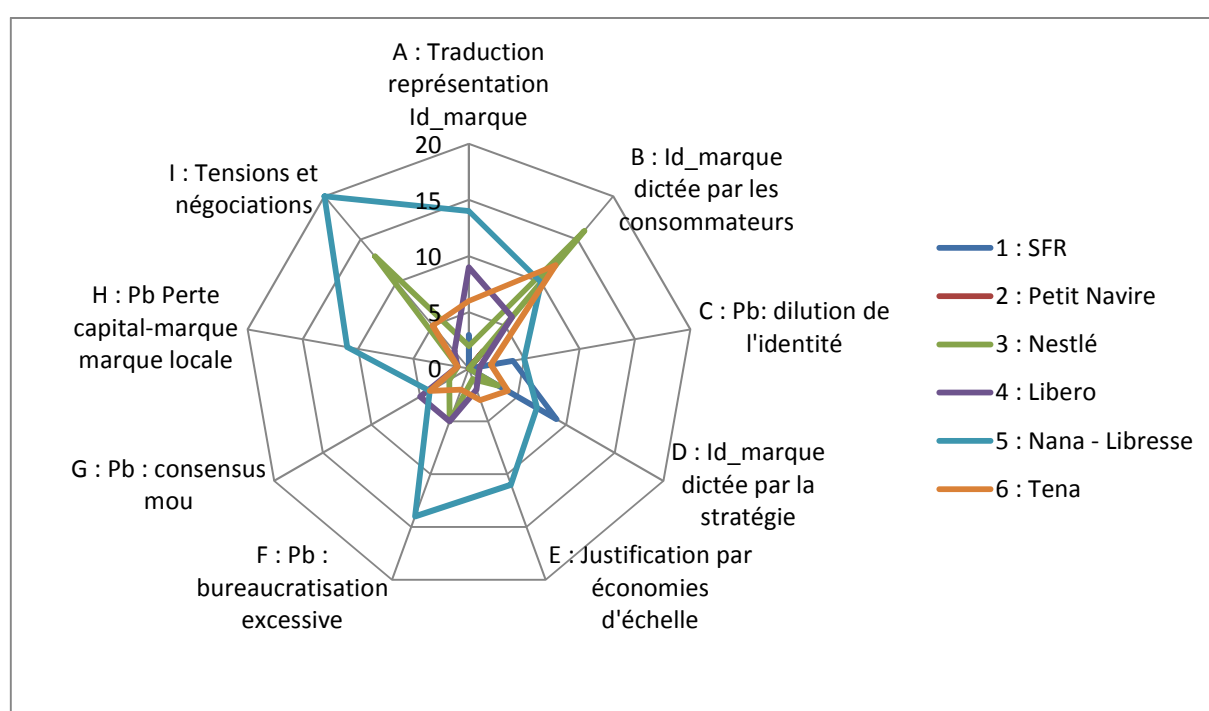 A : Traduction
représentation
Id_marque
B : Id_marque
dictée par les
consommateurs
C : Pb: dilution de
l'identité
D : Id_marque
dictée par la
stratégie
E : Justification par
économies
d'échelle
F : Pb :
bureaucratisation
excessive
G : Pb : consensus
mou
H : Pb Perte
capital-marque
marque locale
I : Tensions et
négociations
20
15
10
5
0
1 : SFR
2 : Petit Navire
3 : Nestlé
4 : Libero
5 : Nana - Libresse
6 : Tena